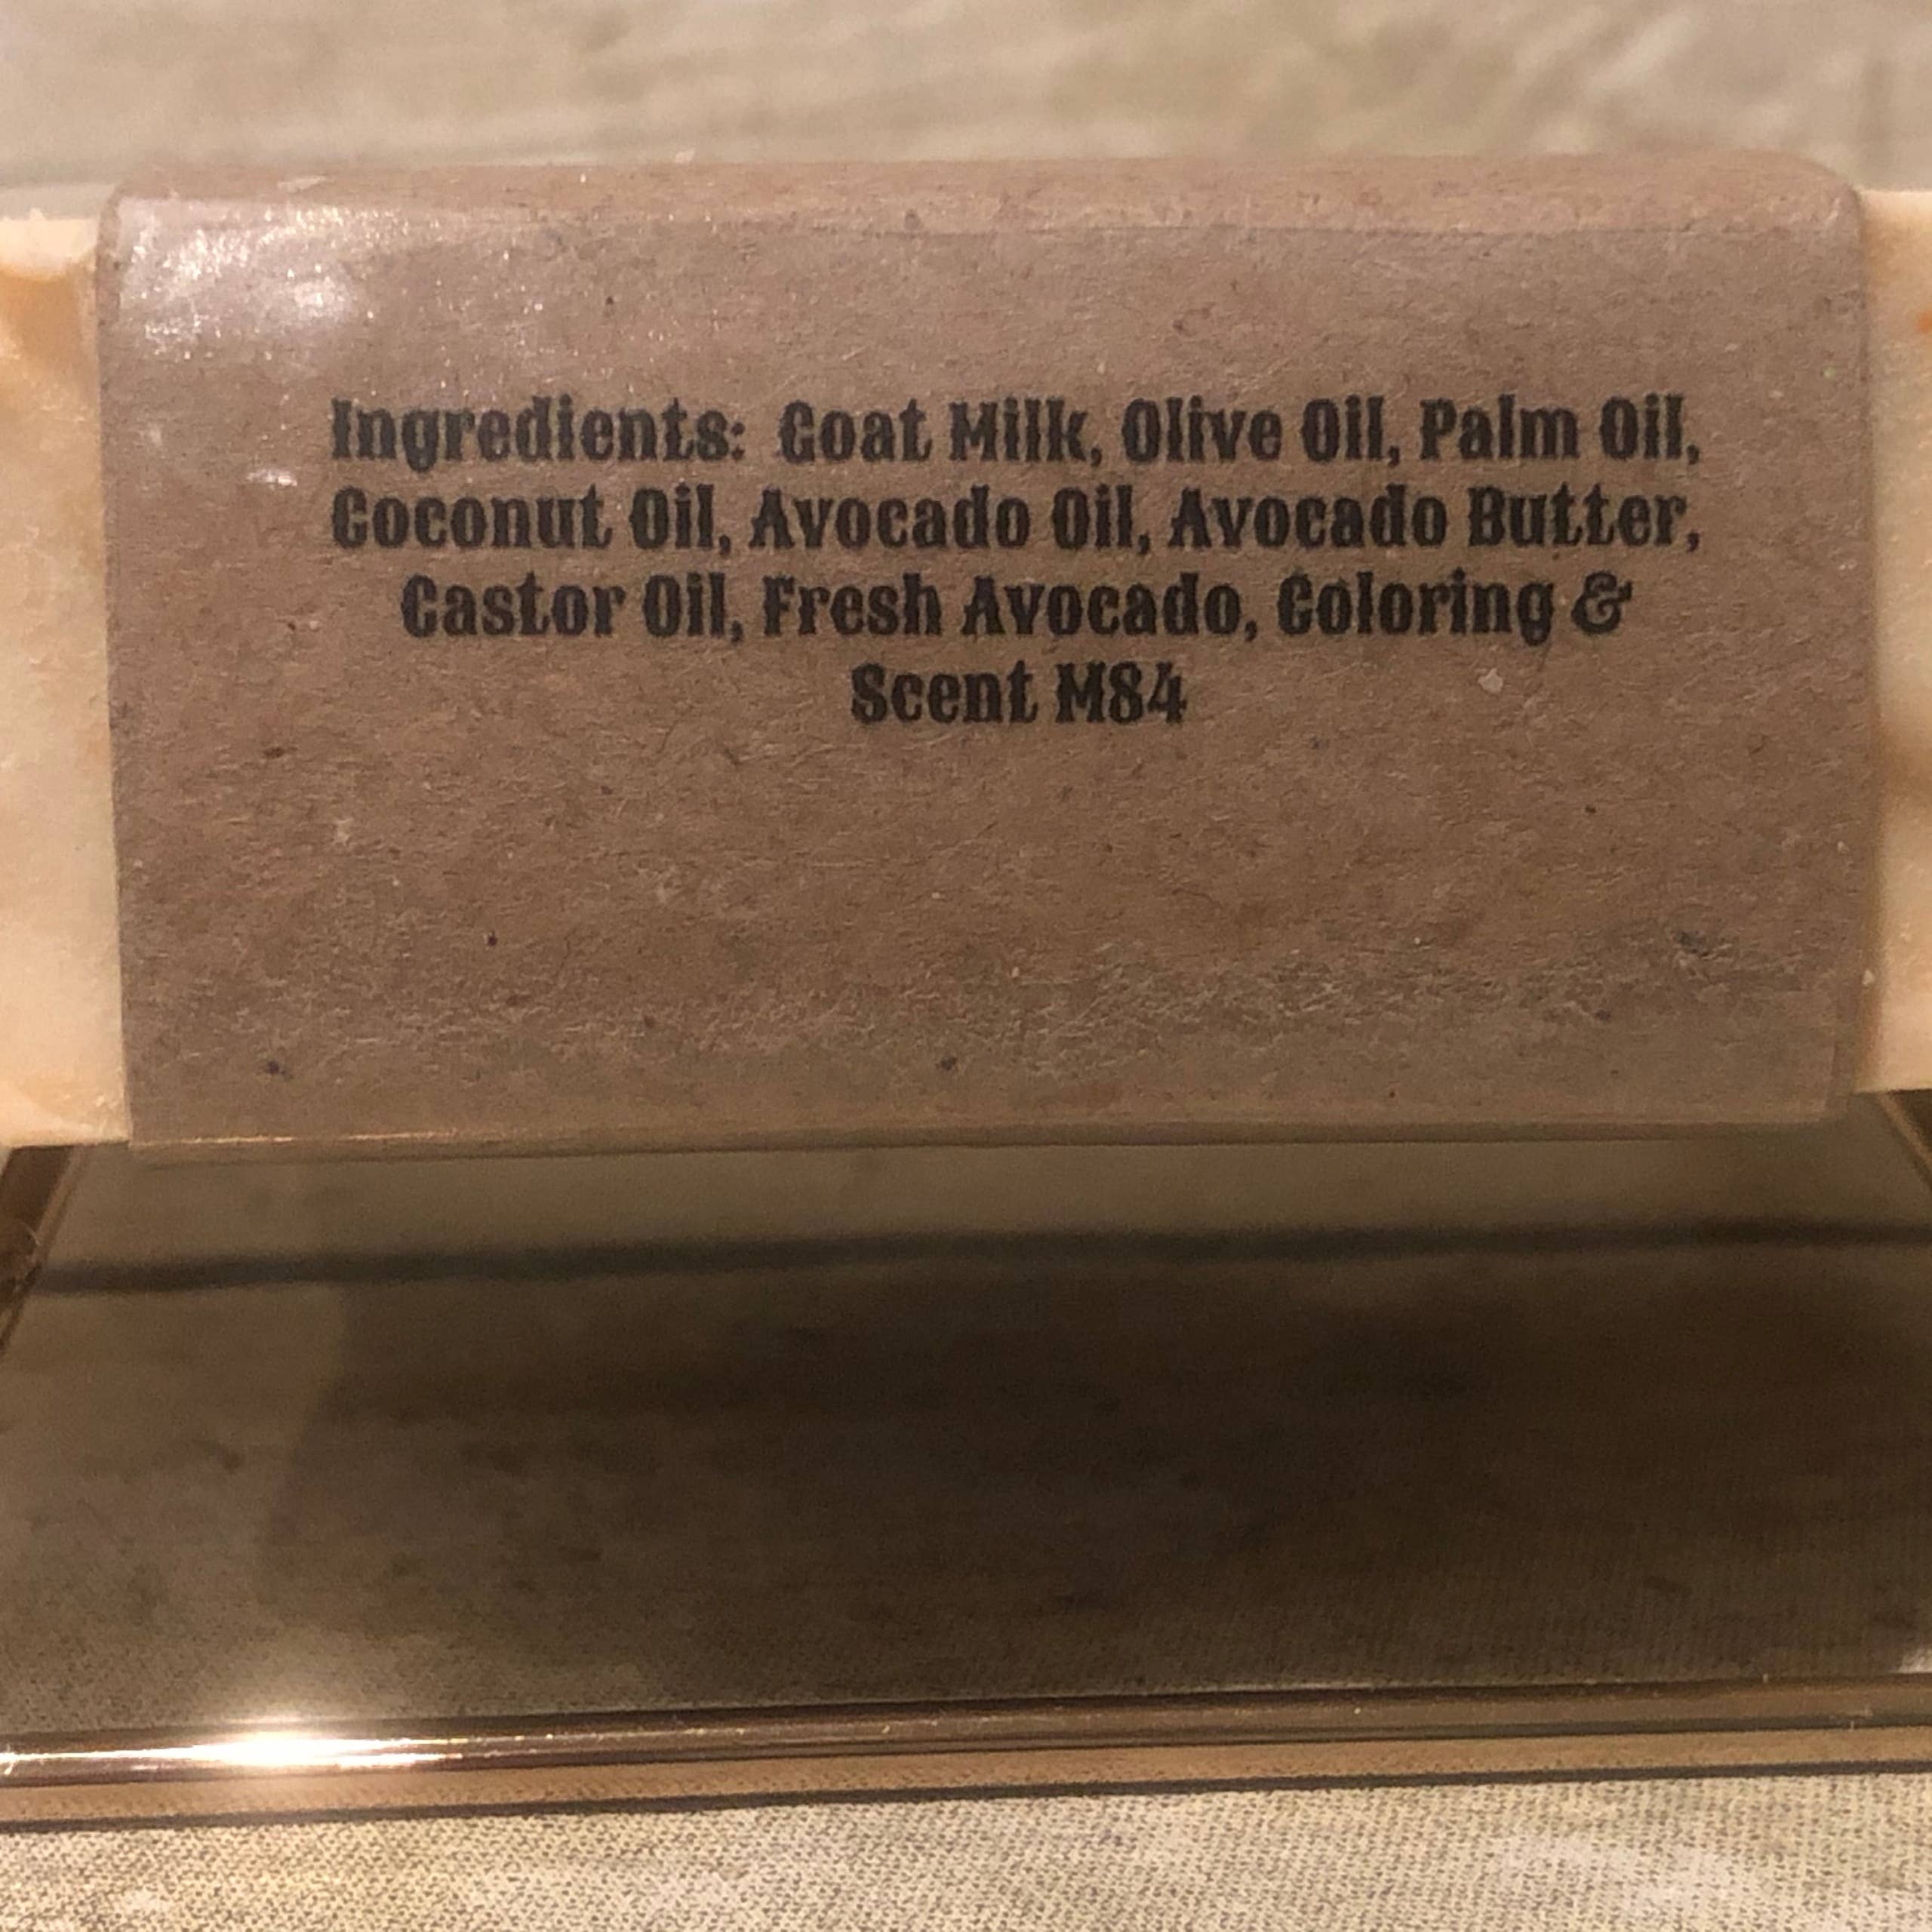 Ingredients: Goat Milk, Olive Oil, Palm Oil,
Coconut Oil, Avocado Oil, Avocado Butter,
Castor Oil, Fresh Avocado, Coloring &
Scent M84